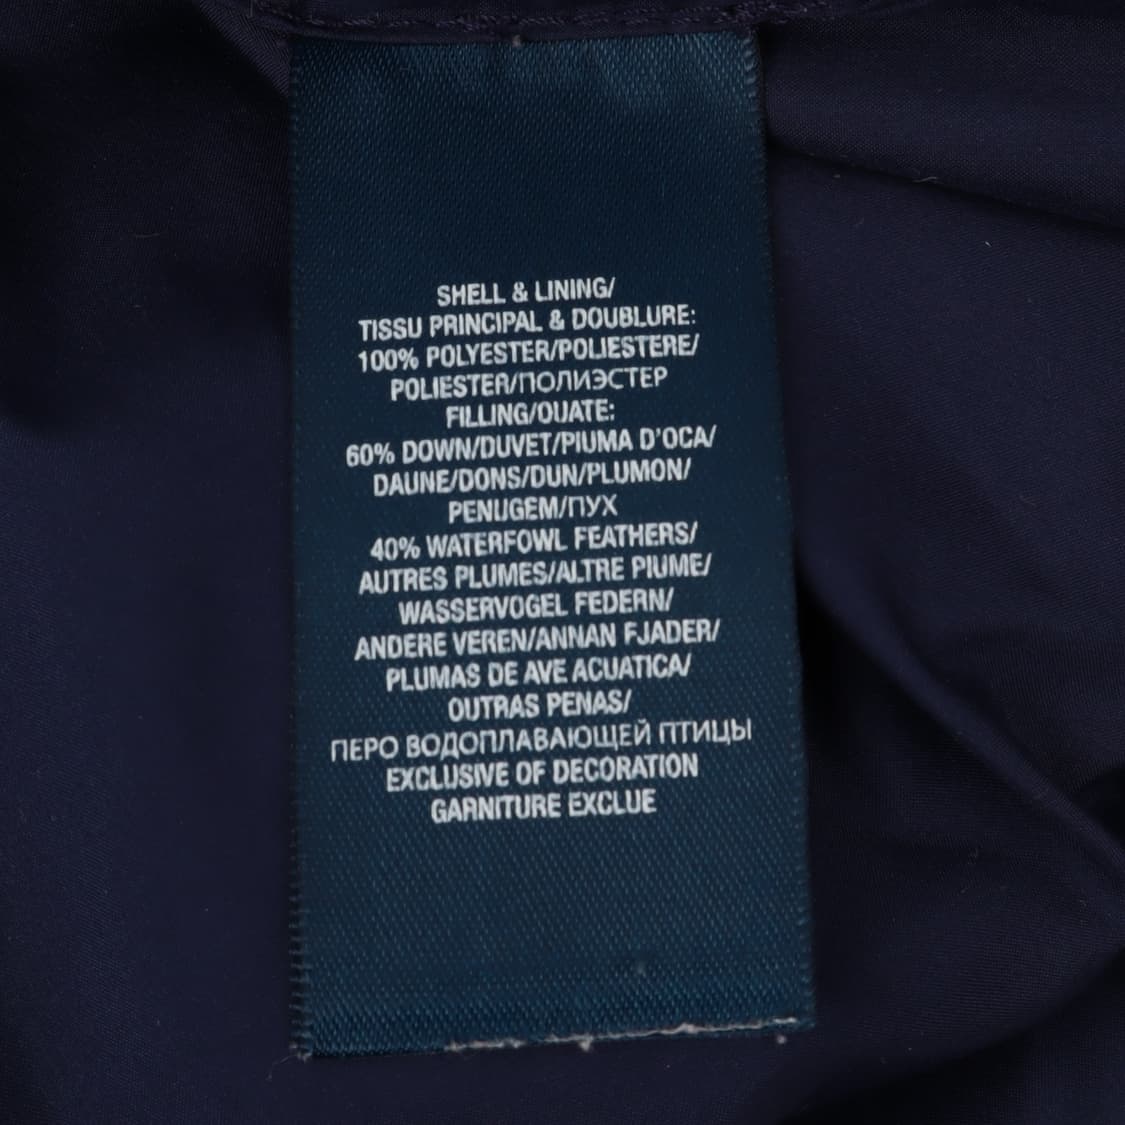 SHELL & LINING/
TISSU PRINCIPAL & DOUBLURE:
100% POLYESTER/POLIESTERE/
POLIESTER/ПОЛИЭСТЕР
FILLING/OUATE:
60% DOWN/DUVET/PIUMA D'OCA/
DAUNE/DONS/DUN/PLUMON/
PENUGEM/ПУХ
40% WATERFOWL FEATHERS/
AUTRES PLUMES/ALTRE PIUME/
WASSERVOGEL FEDERN/
ANDERE VEREN/ANNAN FJADER/
PLUMAS DE AVE ACUATICA/
OUTRAS PENAS/
ПЕРО ВОДОПЛАВАЮЩЕЙ ПТИЦЫ
EXCLUSIVE OF DECORATION
GARNITURE EXCLUE